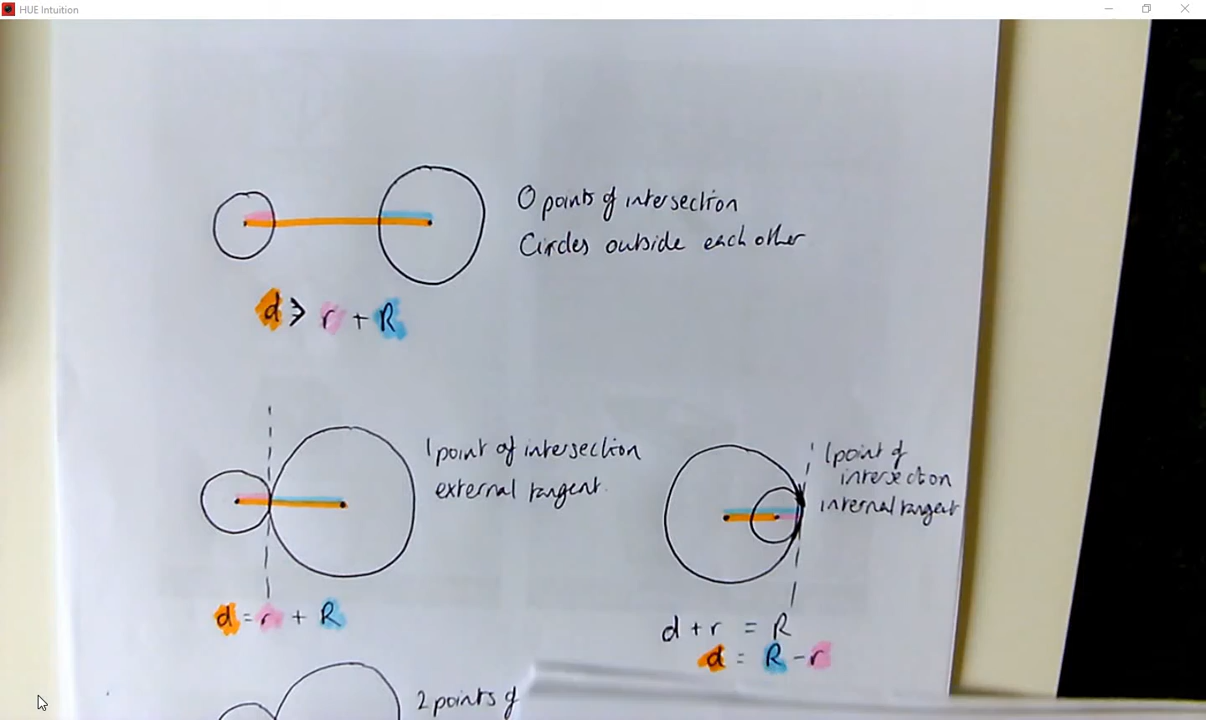 HUE Intuition
0 points of intersection
Circles outside each other
d > r + R
1 point of intersection
external tangent.
d = r + R
1 point of
intersection
internal tangent
d + r = R
d = R - r
2 points of